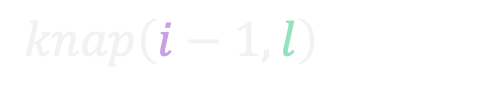 knap(i − 1, l)